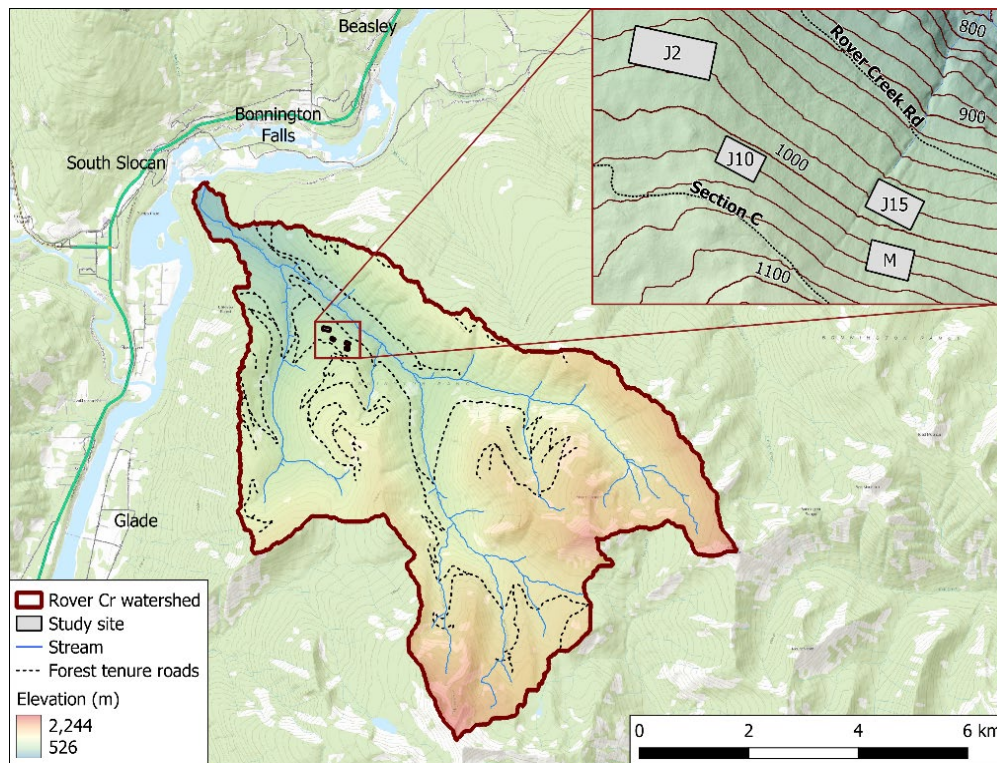 Beasley
Bonnington
Falls
South Slocan
Glade
800
Rover Creek Rd
900
J2
J10
1000
J15
Section C
M
1100
Rover Cr watershed
Study site
Stream
Forest tenure roads
Elevation (m)
2,244
526
0 2 4 6 km